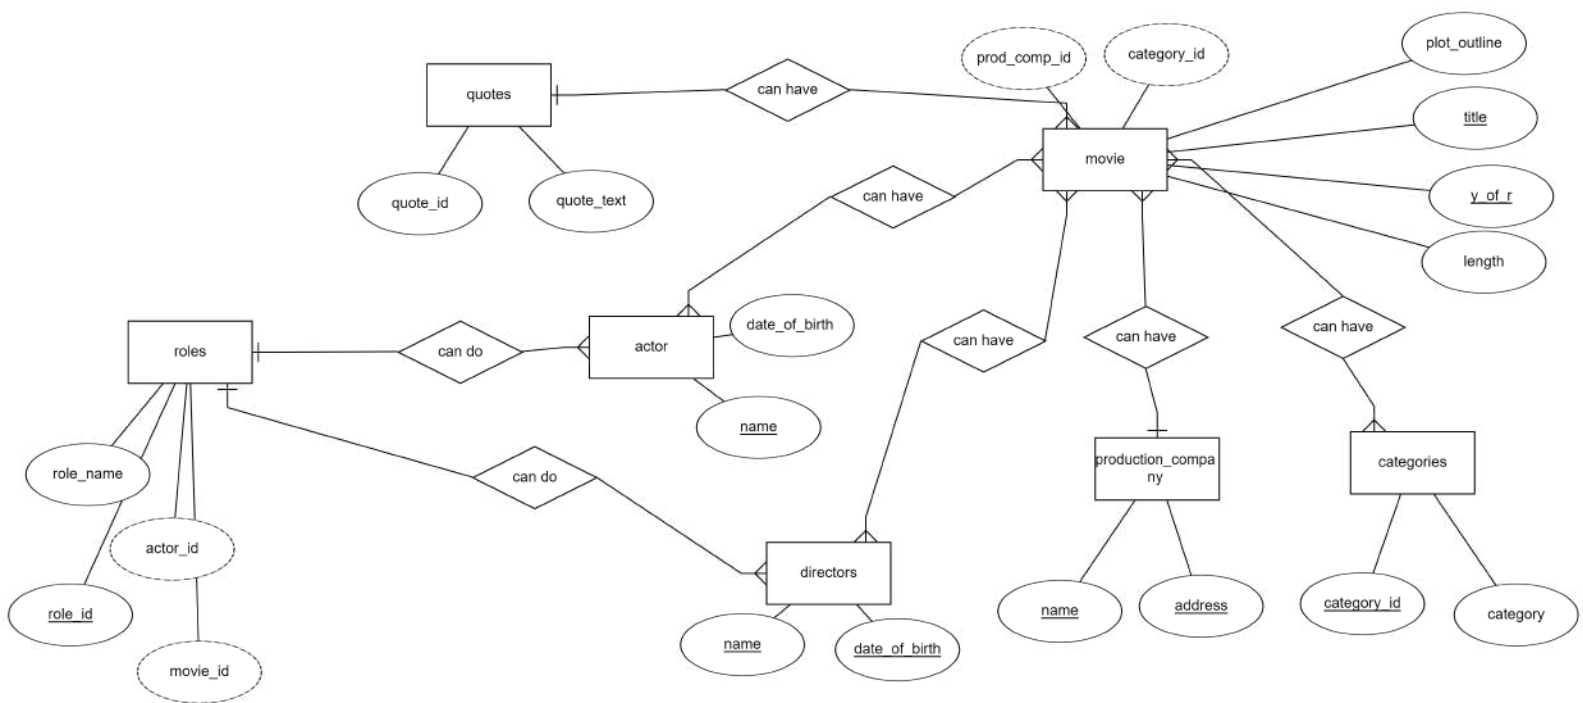 plot_outline
prod_comp_id
category_id
quotes
can have
title
movie
quote_id
quote_text
can have
y_of_r
length
date_of_birth
roles
can do
actor
can have
can have
can have
name
role_name
can do
production_compa
ny
categories
actor_id
directors
role_id
name
date_of_birth
name
address
category_id
category
movie_id